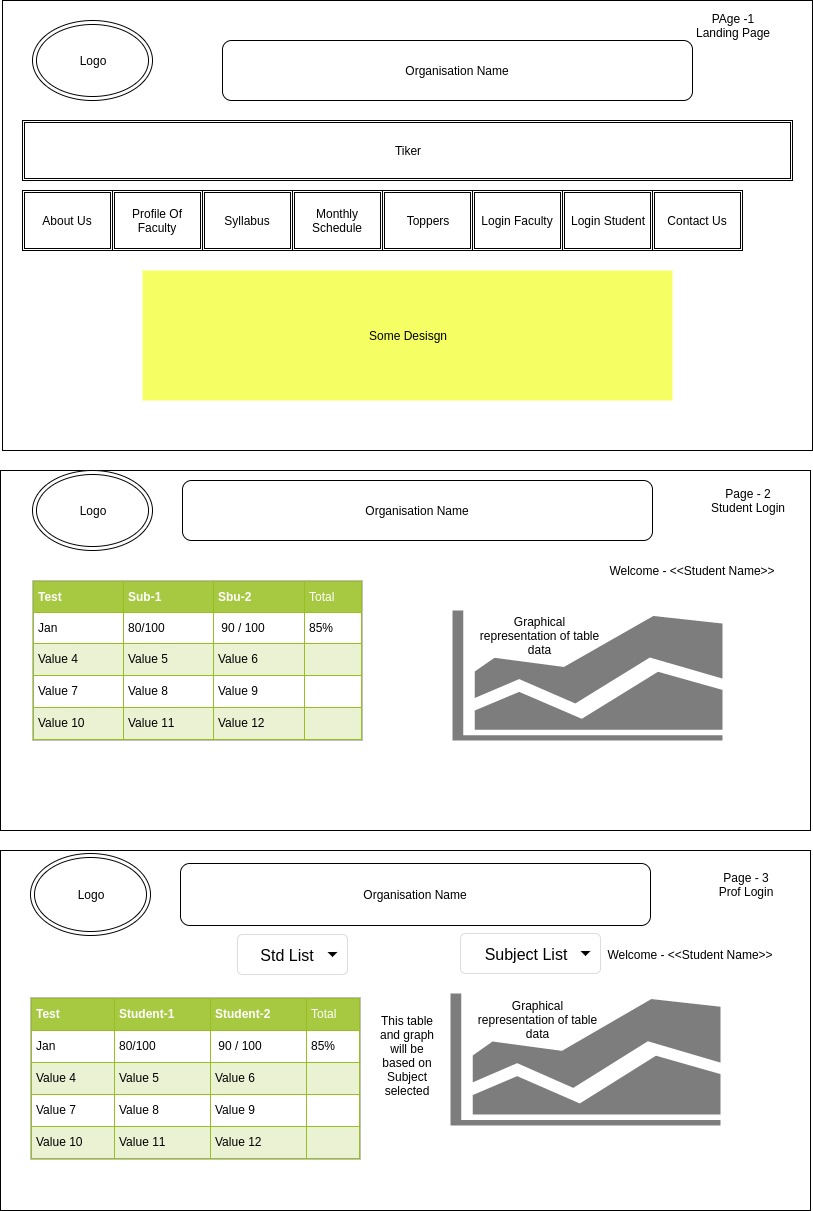 PAge -1
Landing Page
Logo
Organisation Name
Tiker
About Us
Profile Of
Faculty
Syllabus
Monthly
Schedule
Toppers
Login Faculty
Login Student
Contact Us
Some Desisgn
Logo
Organisation Name
Page - 2
Student Login
Welcome - <<Student Name>>
Test Sub-1 Sbu-2 Total
Jan 80/100 90 / 100 85%
Value 4 Value 5 Value 6
Value 7 Value 8 Value 9
Value 10 Value 11 Value 12
Graphical
representation of table
data
Logo
Organisation Name
Page - 3
Prof Login
Std List
Subject List
Welcome - <<Student Name>>
Test Student-1 Student-2 Total
Jan 80/100 90 / 100 85%
Value 4 Value 5 Value 6
Value 7 Value 8 Value 9
Value 10 Value 11 Value 12
This table
and graph
will be
based on
Subject
selected
Graphical
representation of table
data